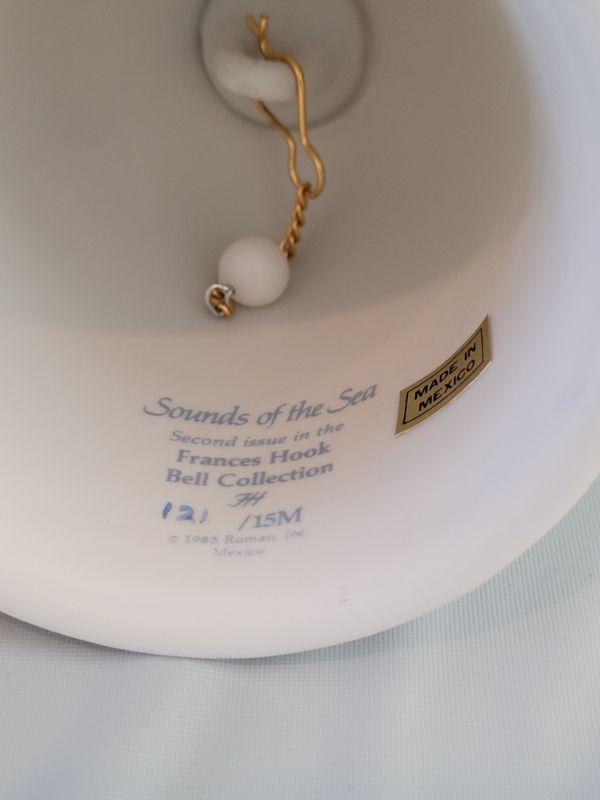 Sounds of the Sea
Second issue in the
Frances Hook
Bell Collection
FH
121 /15M
© 1985 Roman, Inc.
Mexico
MADE IN
MEXICO